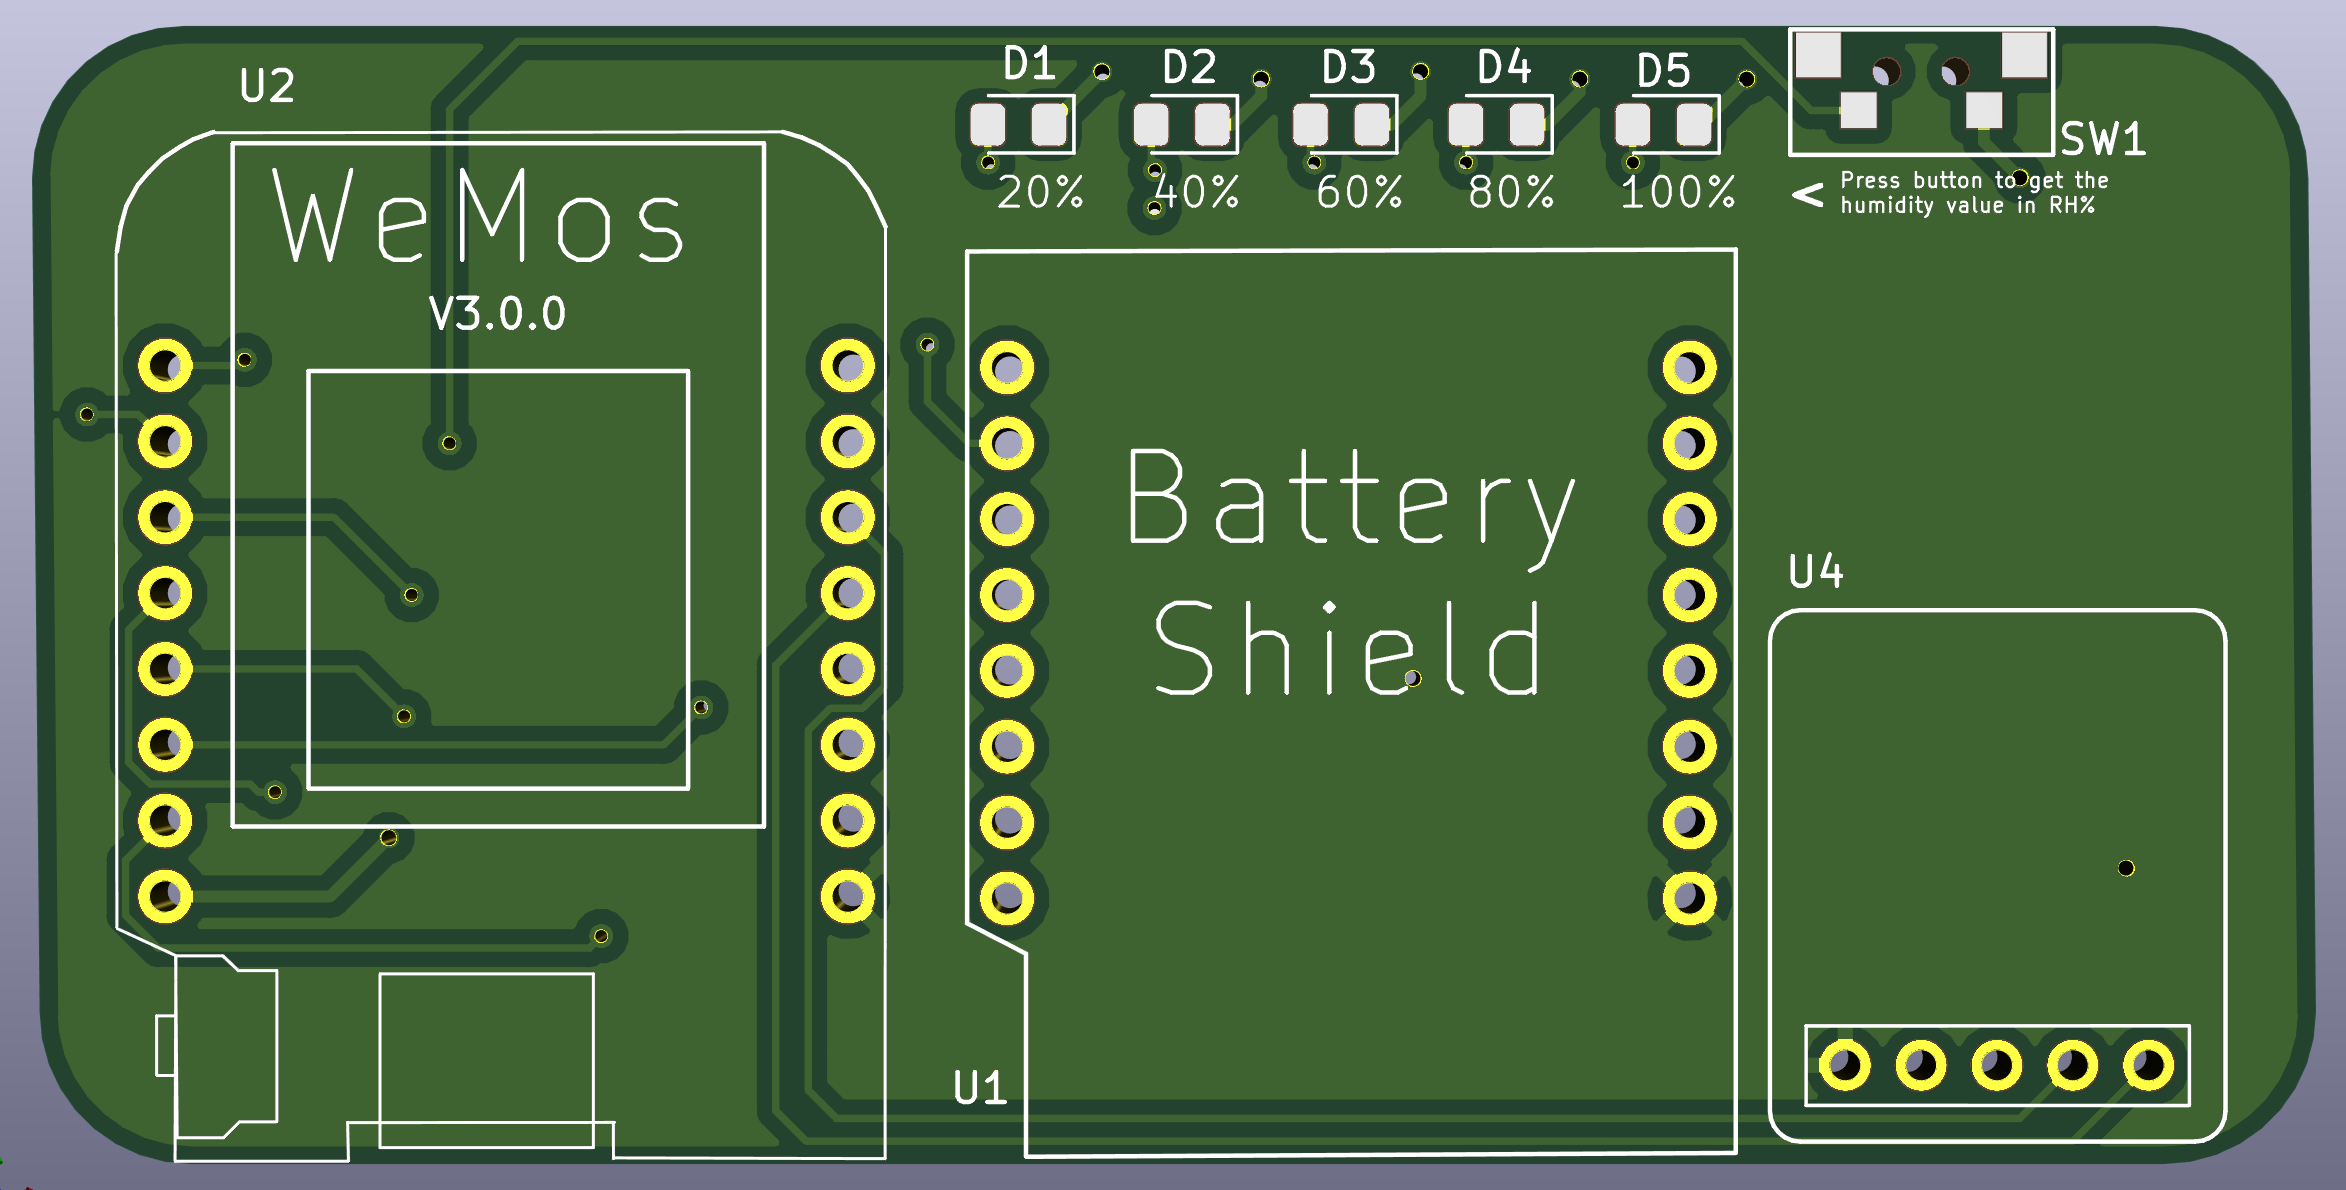 D1 D2 D3 D4 D5
U2
SW1
20% 40% 60% 80% 100%
< Press button to get the
humidity value in RH%
WeMos
V3.0.0
Battery
Shield
U4
U1